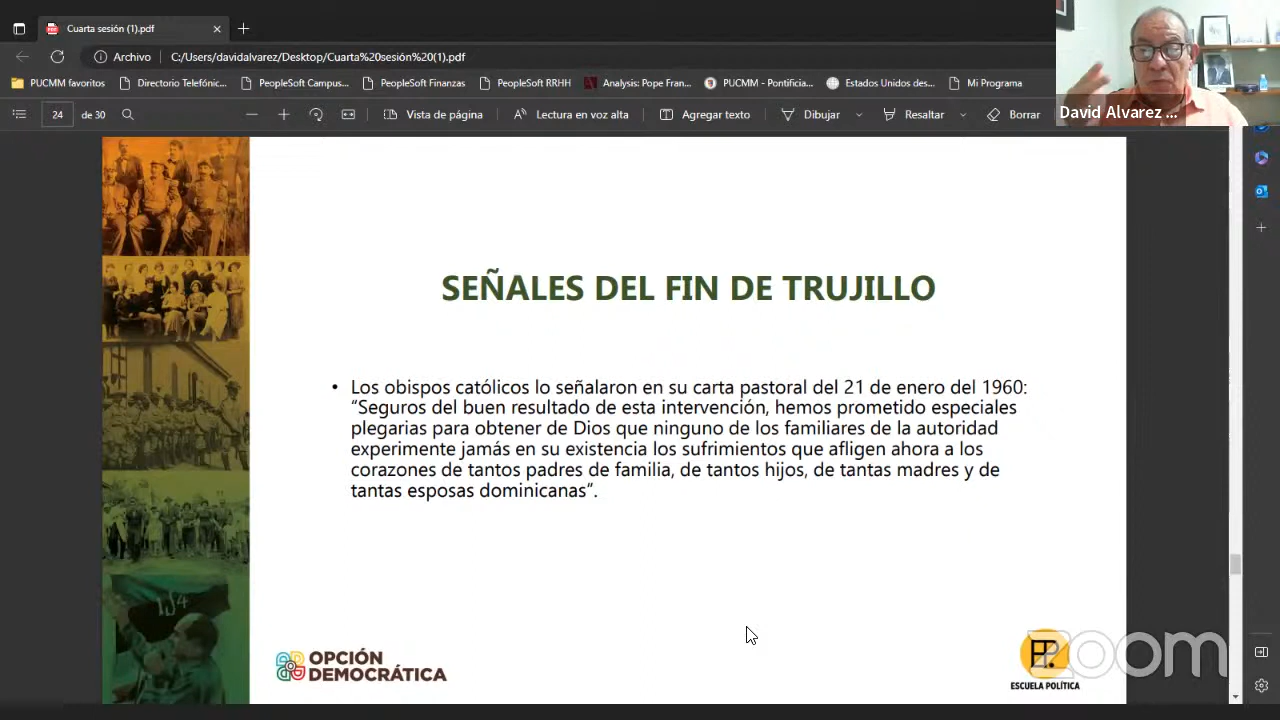 Cuarta sesión (1).pdf
Archivo C:/Users/davidalvarez/Desktop/Cuarta%20sesión%20(1).pdf
PUCMM favoritos Directorio Telefónic... PeopleSoft Campus... PeopleSoft Finanzas PeopleSoft RRHH Analysis: Pope Fran... PUCMM - Pontificia... Estados Unidos des... Mi Programa
24 de 30 Vista de página Lectura en voz alta Agregar texto Dibujar Resaltar Borrar
David Alvarez ...
SEÑALES DEL FIN DE TRUJILLO
• Los obispos católicos lo señalaron en su carta pastoral del 21 de enero del 1960:
“Seguros del buen resultado de esta intervención, hemos prometido especiales
plegarias para obtener de Dios que ninguno de los familiares de la autoridad
experimente jamás en su existencia los sufrimientos que afligen ahora a los
corazones de tantos padres de familia, de tantos hijos, de tantas madres y de
tantas esposas dominicanas”.
1J4
OPCIÓN
DEMOCRÁTICA
EP.
ESCUELA POLÍTICA
zoom